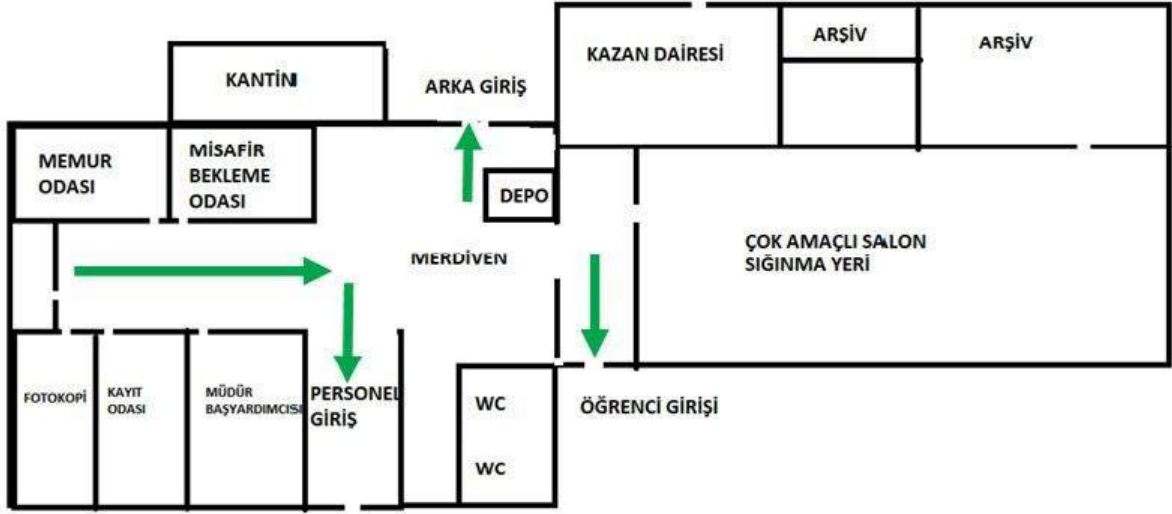 KANTİN
ARKA GİRİŞ
KAZAN DAİRESİ
ARŞİV
ARŞİV
MEMUR
ODASI
MİSAFİR
BEKLEME
ODASI
DEPO
MERDİVEN
ÇOK AMAÇLI SALON
SIĞINMA YERİ
FOTOKOPİ
KAYIT
ODASI
MÜDÜR
BAŞYARDIMCISI
PERSONEL
GİRİŞ
WC
WC
ÖĞRENCİ GİRİŞİ